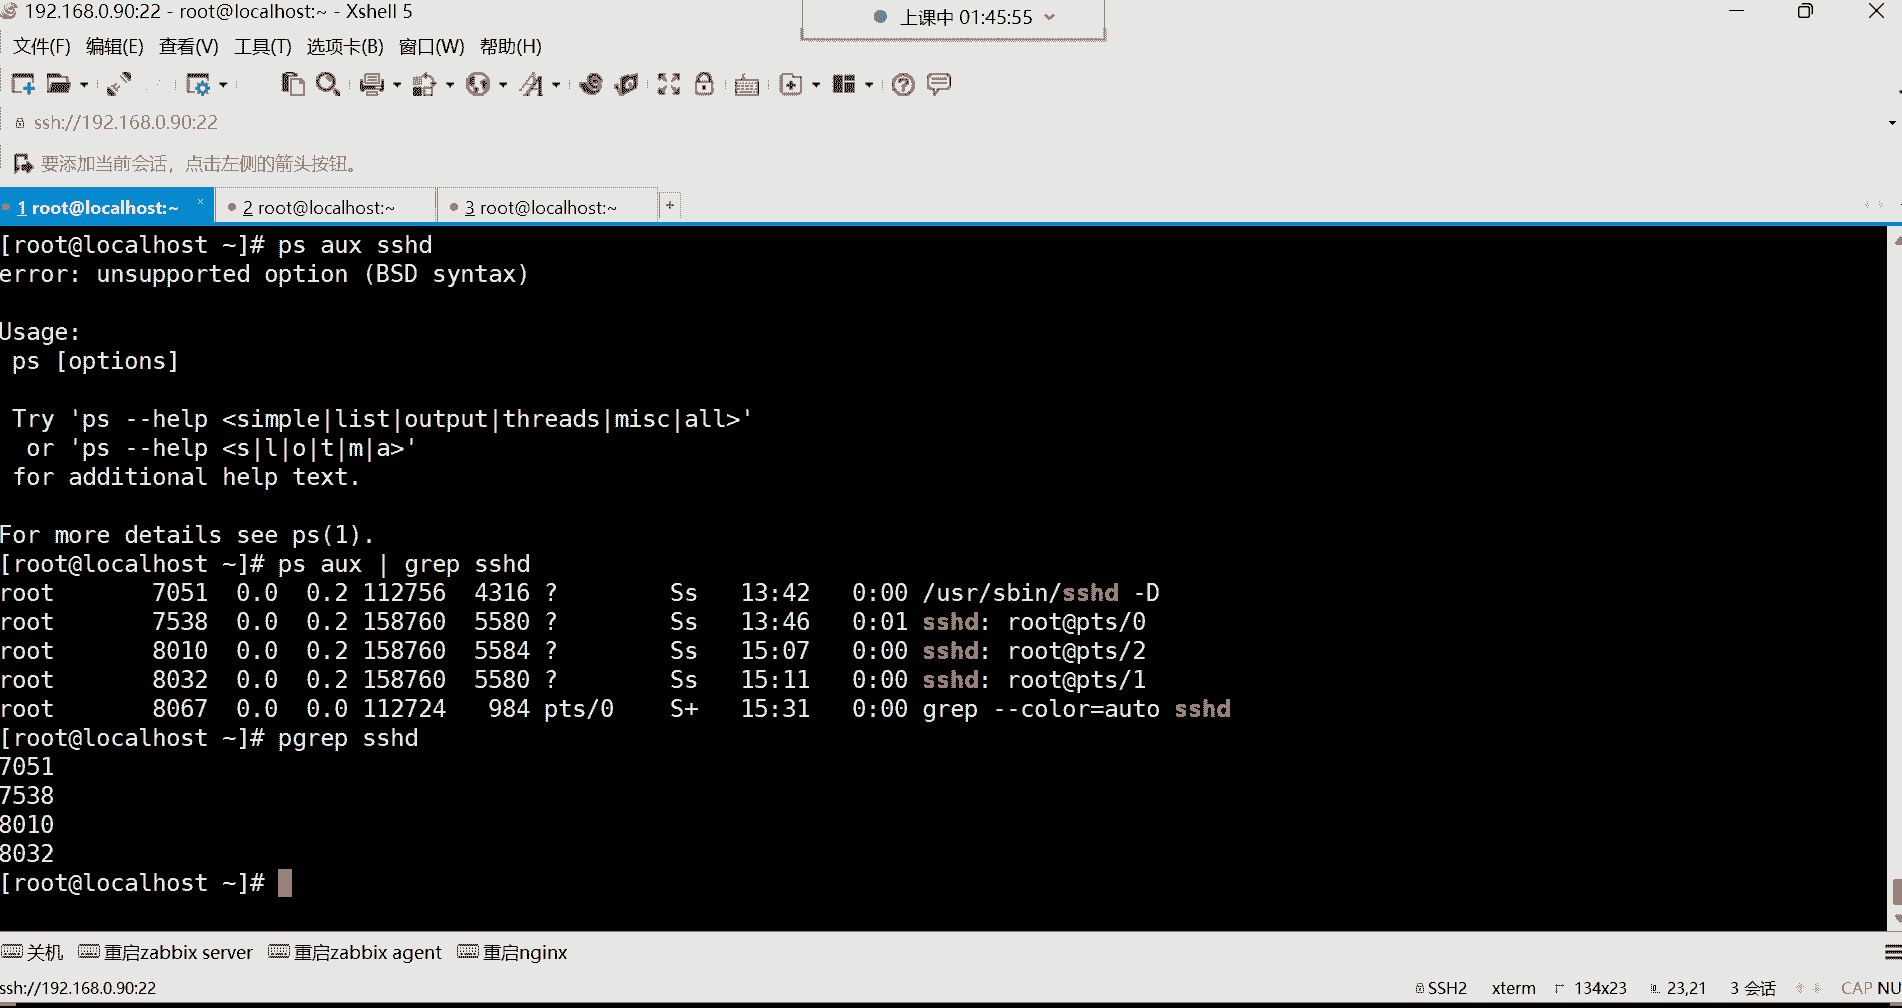 192.168.0.90:22 - root@localhost:~ - Xshell 5
上课中 01:45:55
文件(F) 编辑(E) 查看(V) 工具(T) 选项卡(B) 窗口(W) 帮助(H)
ssh://192.168.0.90:22
要添加当前会话，点击左侧的箭头按钮。
1 root@localhost:~ × 2 root@localhost:~ 3 root@localhost:~ +
[root@localhost ~]# ps aux sshd
error: unsupported option (BSD syntax)
Usage:
ps [options]
Try 'ps --help <simple|list|output|threads|misc|all>'
or 'ps --help <s|l|o|t|m|a>'
for additional help text.
For more details see ps(1).
[root@localhost ~]# ps aux | grep sshd
root 7051 0.0 0.2 112756 4316 ? Ss 13:42 0:00 /usr/sbin/sshd -D
root 7538 0.0 0.2 158760 5580 ? Ss 13:46 0:01 sshd: root@pts/0
root 8010 0.0 0.2 158760 5584 ? Ss 15:07 0:00 sshd: root@pts/2
root 8032 0.0 0.2 158760 5580 ? Ss 15:11 0:00 sshd: root@pts/1
root 8067 0.0 0.0 112724 984 pts/0 S+ 15:31 0:00 grep --color=auto sshd
[root@localhost ~]# pgrep sshd
7051
7538
8010
8032
[root@localhost ~]#
关机 重启zabbix server 重启zabbix agent 重启nginx
ssh://192.168.0.90:22 SSH2 xterm 134x23 23,21 3 会话 CAP NU